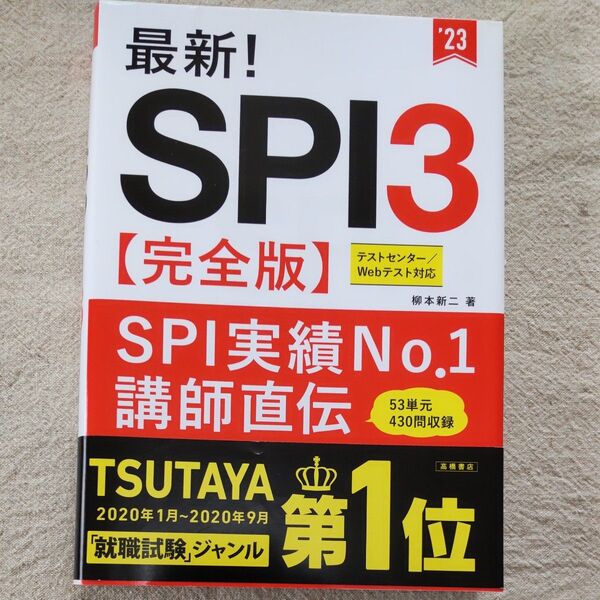 '23
最新!
SPI3
【完全版】
テストセンター/
Webテスト対応
柳本新二 著
SPI実績No.1
講師直伝
53単元
430問収録
高橋書店
TSUTAYA
2020年1月~2020年9月
「就職試験」ジャンル
第1位